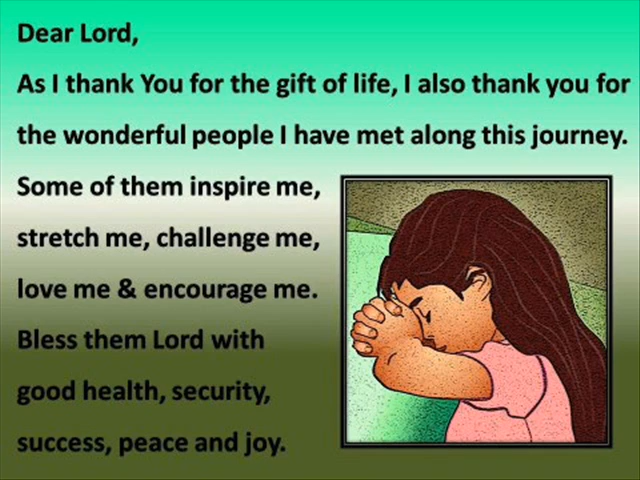 Dear Lord,
As I thank You for the gift of life, I also thank you for
the wonderful people I have met along this journey.
Some of them inspire me,
stretch me, challenge me,
love me & encourage me.
Bless them Lord with
good health, security,
success, peace and joy.